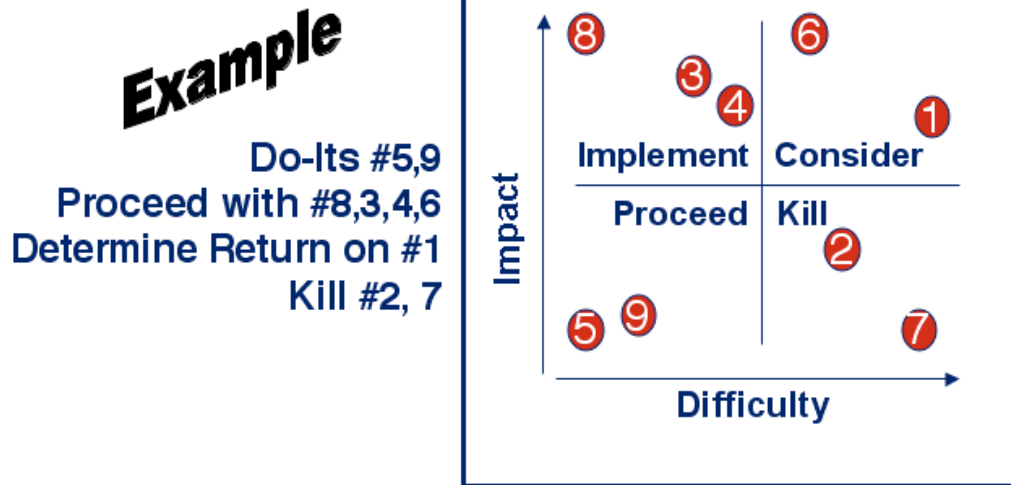 Example
Do-Its #5,9
Proceed with #8,3,4,6
Determine Return on #1
Kill #2, 7
Impact
8
6
3
4
1
Implement
Consider
Proceed
Kill
2
5
9
7
Difficulty